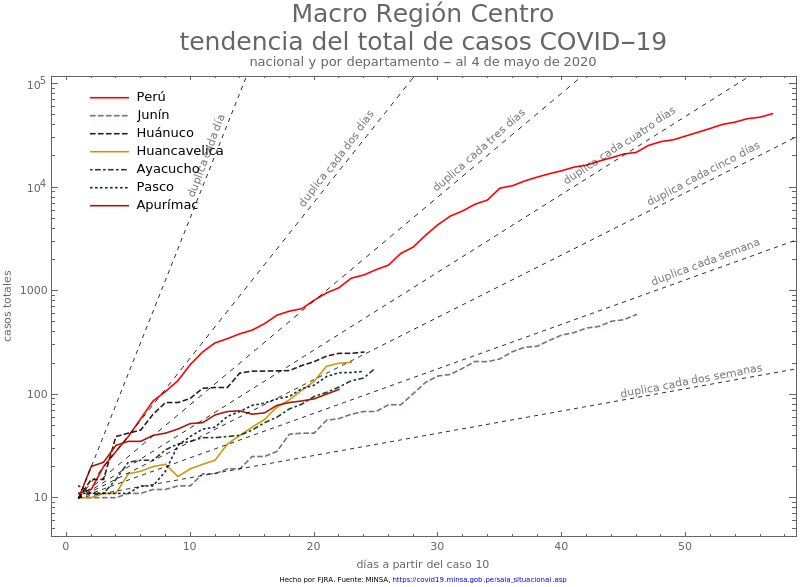 Macro Región Centro
tendencia del total de casos COVID−19
nacional y por departamento − al 4 de mayo de 2020
Perú
Junín
Huánuco
Huancavelica
Ayacucho
Pasco
Apurímac
duplica cada día
duplica cada dos días
duplica cada tres días
duplica cada cuatro días
duplica cada cinco días
duplica cada semana
duplica cada dos semanas
casos totales
10^5
10^4
1000
100
10
0 10 20 30 40 50
días a partir del caso 10
Hecho por FJRA. Fuente: MINSA, https://covid19.minsa.gob.pe/sala_situacional.asp